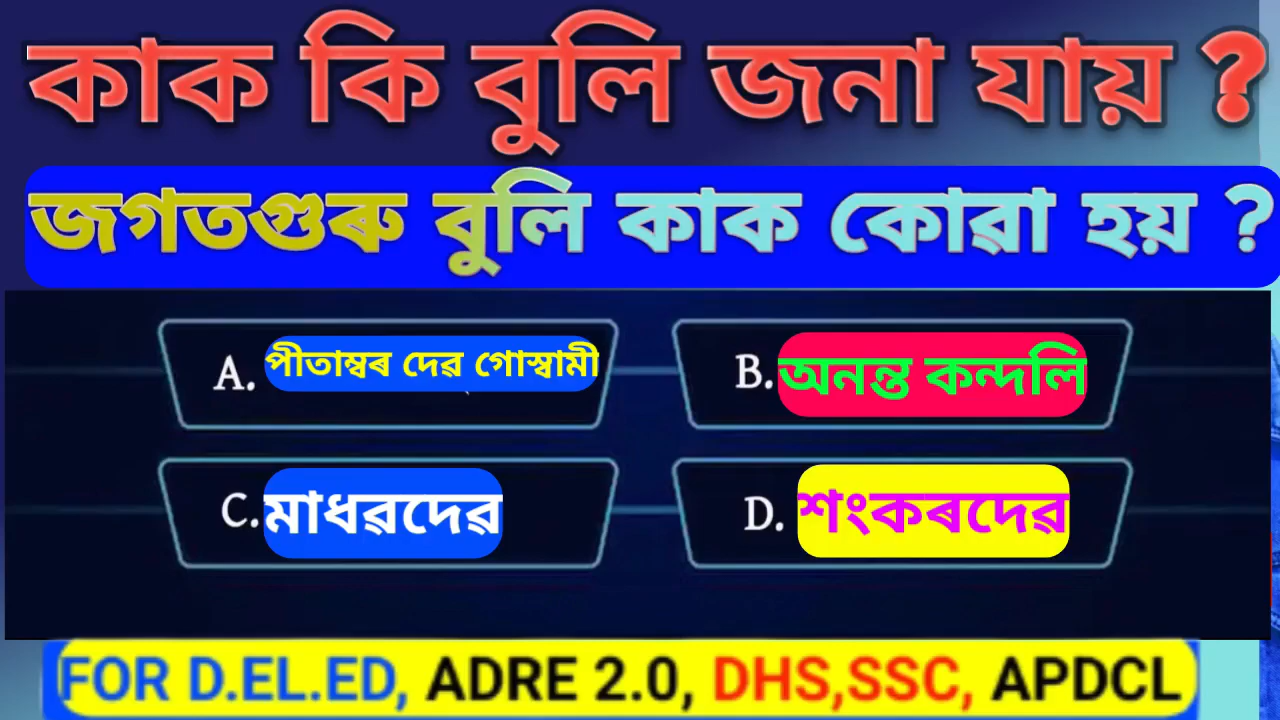 কাক কি বুলি জনা যায় ?
জগতগুৰু বুলি কাক কোৱা হয় ?
A. পীতাম্বৰ দেৱ গোস্বামী
B. অনন্ত কন্দলি
C. মাধৱদেৱ
D. শংকৰদেৱ
FOR D.EL.ED, ADRE 2.0, DHS,SSC, APDCL